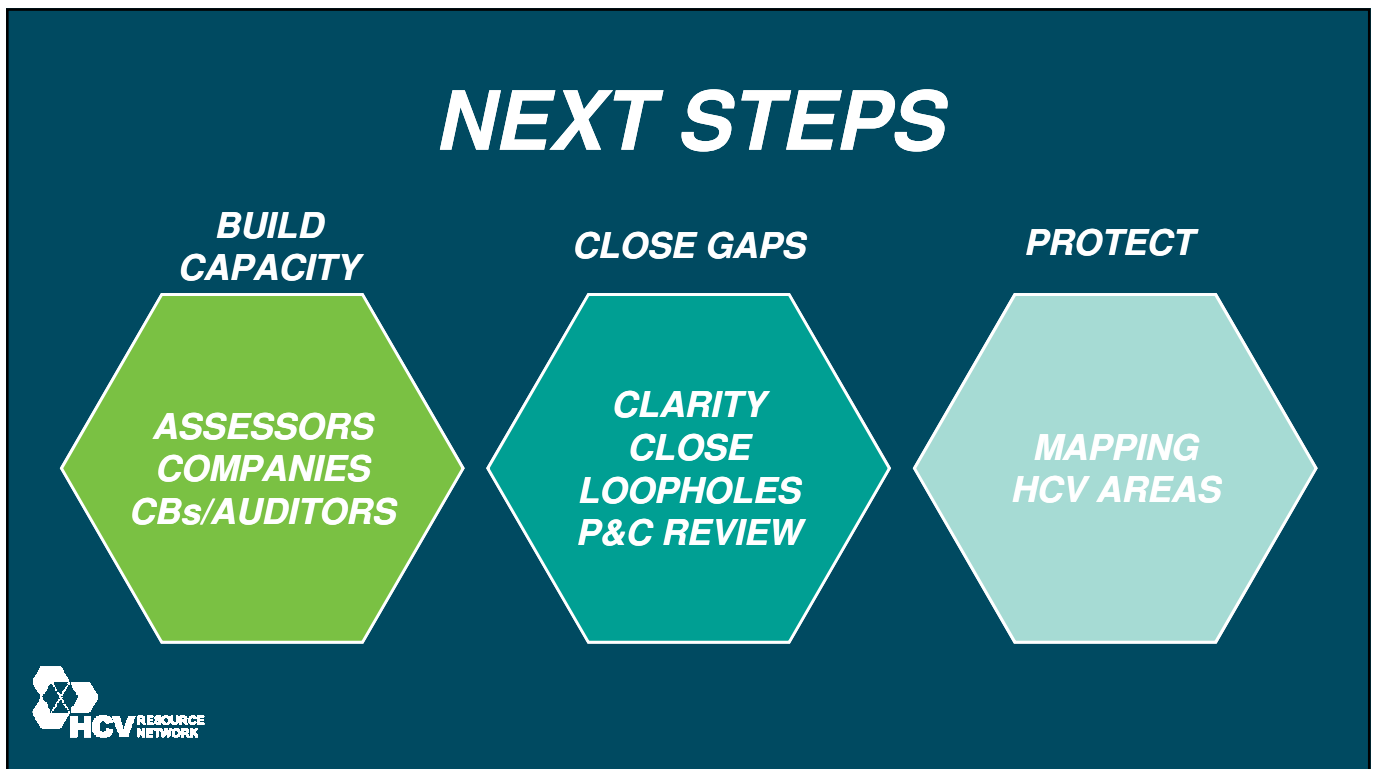 NEXT STEPS
BUILD
CAPACITY
ASSESSORS
COMPANIES
CBs/AUDITORS
CLOSE GAPS
CLARITY
CLOSE
LOOPHOLES
P&C REVIEW
PROTECT
MAPPING
HCV AREAS
HCV RESOURCE
NETWORK